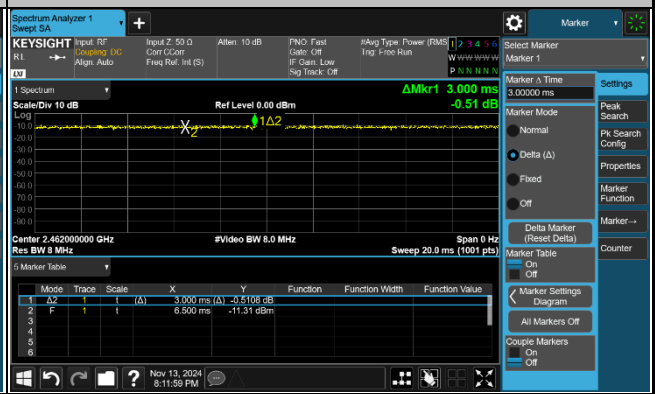 Spectrum Analyzer 1
Swept SA
Marker
KEYSIGHT
RL
LXI
Input: RF
Coupling: DC
Align: Auto
Input Z: 50 Ω
Corr CCorr
Freq Ref: Int (S)
Atten: 10 dB
PNO: Fast
Gate: Off
IF Gain: Low
Sig Track: Off
#Avg Type: Power (RMS
Trig: Free Run
1 2 3 4 5 6
W W W W W W
P N N N N N
Select Marker
Marker 1
1 Spectrum
Scale/Div 10 dB
Ref Level 0.00 dBm
ΔMkr1 3.000 ms
-0.51 dB
Log
-10.0
-20.0
-30.0
-40.0
-50.0
-60.0
-70.0
-80.0
-90.0
X2
1Δ2
Center 2.462000000 GHz
Res BW 8 MHz
#Video BW 8.0 MHz
Span 0 Hz
Sweep 20.0 ms (1001 pts)
5 Marker Table
Mode Trace Scale X Y Function Function Width Function Value
1 Δ2 1 t (Δ) 3.000 ms (Δ) -0.5108 dB
2 F 1 t 6.500 ms -11.31 dBm
3
4
5
6
Marker Δ Time
3.00000 ms
Marker Mode
Normal
Delta (Δ)
Fixed
Off
Delta Marker
(Reset Delta)
Marker Table
On
Off
Marker Settings
Diagram
All Markers Off
Couple Markers
On
Off
Settings
Peak
Search
Pk Search
Config
Properties
Marker
Function
Marker→
Counter
?
Nov 13, 2024
8:11:59 PM